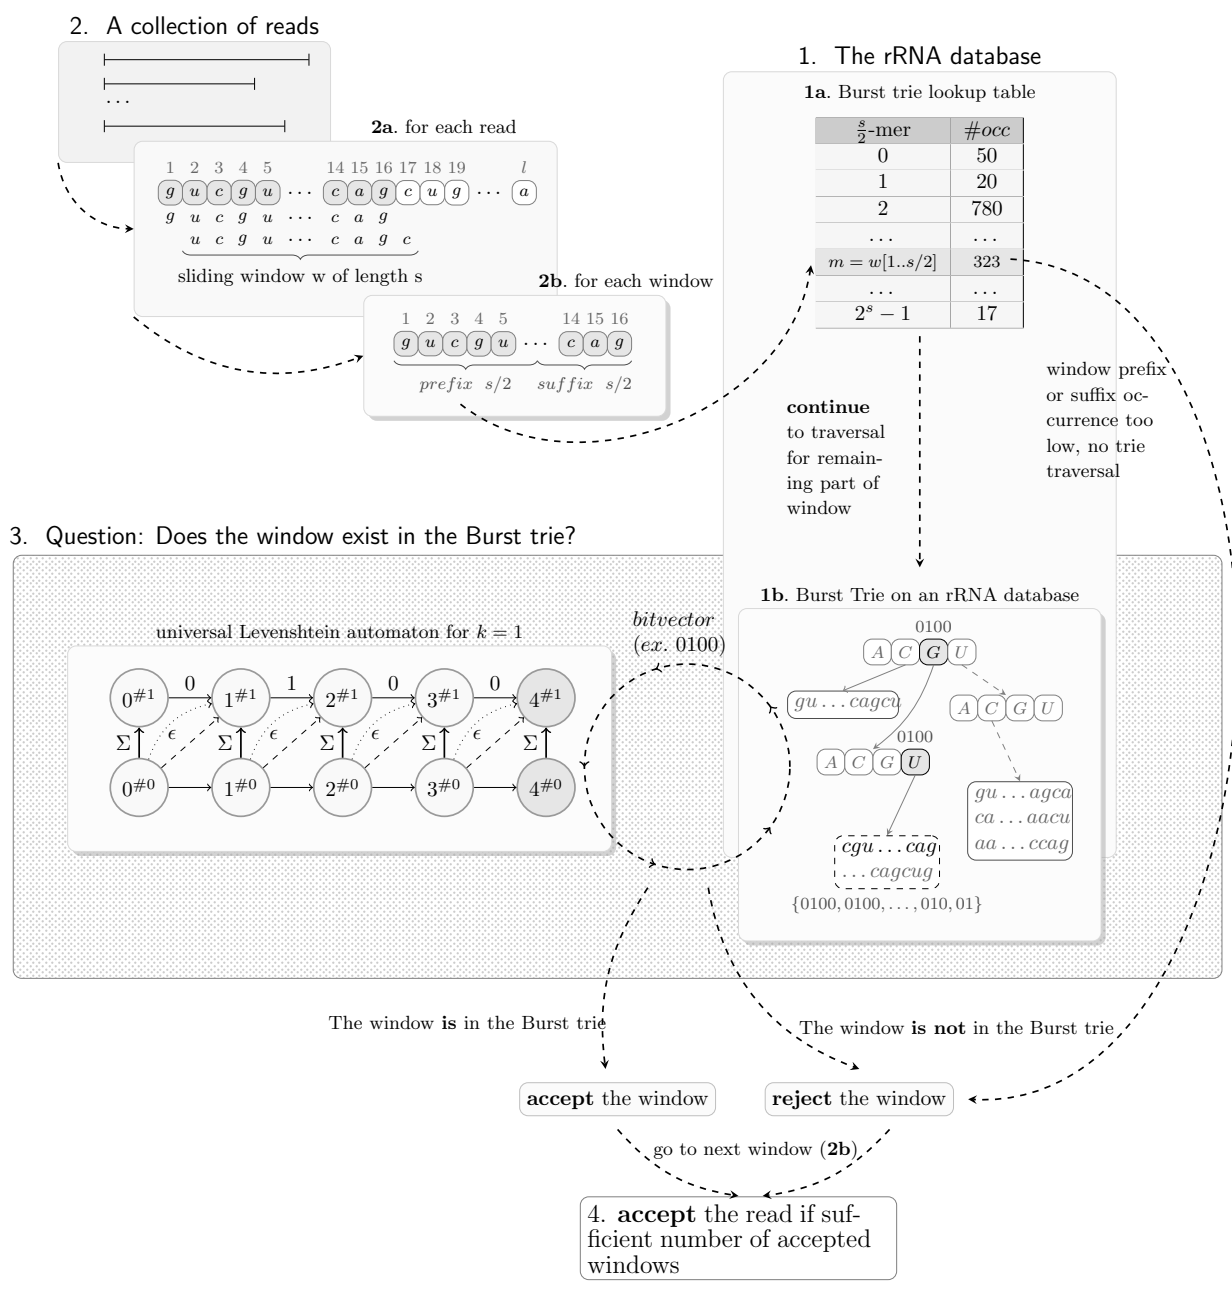 2. A collection of reads
...
2a. for each read
1 2 3 4 5 14 15 16 17 18 19 l
g u c g u ... c a g c u g ... a
g u c g u ... c a g
u c g u ... c a g c
sliding window w of length s
2b. for each window
1 2 3 4 5 14 15 16
g u c g u ... c a g
prefix s/2 suffix s/2
1. The rRNA database
1a. Burst trie lookup table
s/2-mer #occ
0 50
1 20
2 780
... ...
m = w[1..s/2] 323
... ...
2^s − 1 17
continue
to traversal
for remain-
ing part of
window
window prefix
or suffix oc-
currence too
low, no trie
traversal
3. Question: Does the window exist in the Burst trie?
universal Levenshtein automaton for k = 1
0 1 0 0
0#1 1#1 2#1 3#1 4#1
ϵ ϵ ϵ ϵ
Σ Σ Σ Σ Σ
0#0 1#0 2#0 3#0 4#0
bitvector
(ex. 0100)
1b. Burst Trie on an rRNA database
0100
A C G U
gu...cagcu
A C G U
0100
A C G U
gu...agca
ca...aacu
aa...ccag
cgu...cag
...cagcug
{0100, 0100, ..., 010, 01}
The window is in the Burst trie
The window is not in the Burst trie
accept the window
reject the window
go to next window (2b)
4. accept the read if suf-
ficient number of accepted
windows